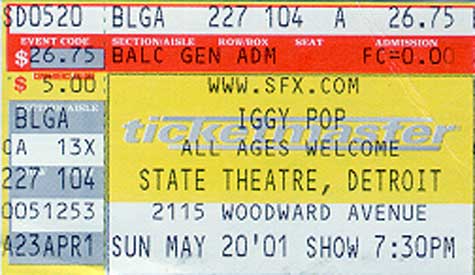 SD0520 BLGA 227 104 A 26.75
EVENT CODE SECTION/AISLE ROW/BOX SEAT ADMISSION
$26.75 BALC GEN ADM FC=0.00
$ 5.00 WWW.SFX.COM
ticketmaster
BLGA IGGY POP
CA 13X ALL AGES WELCOME
227 104 STATE THEATRE, DETROIT
0051253 2115 WOODWARD AVENUE
A23APR1 SUN MAY 20'01 SHOW 7:30PM